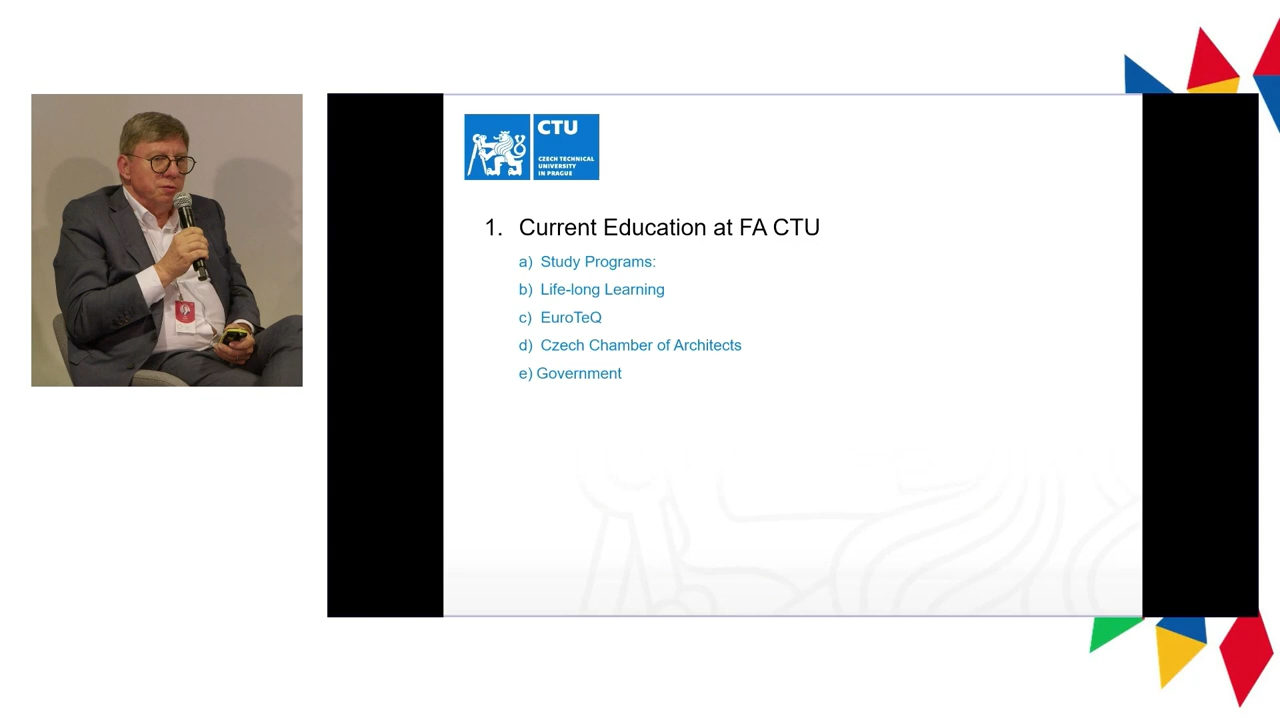 CTU
CZECH TECHNICAL
UNIVERSITY
IN PRAGUE
1. Current Education at FA CTU
a) Study Programs:
b) Life-long Learning
c) EuroTeQ
d) Czech Chamber of Architects
e) Government